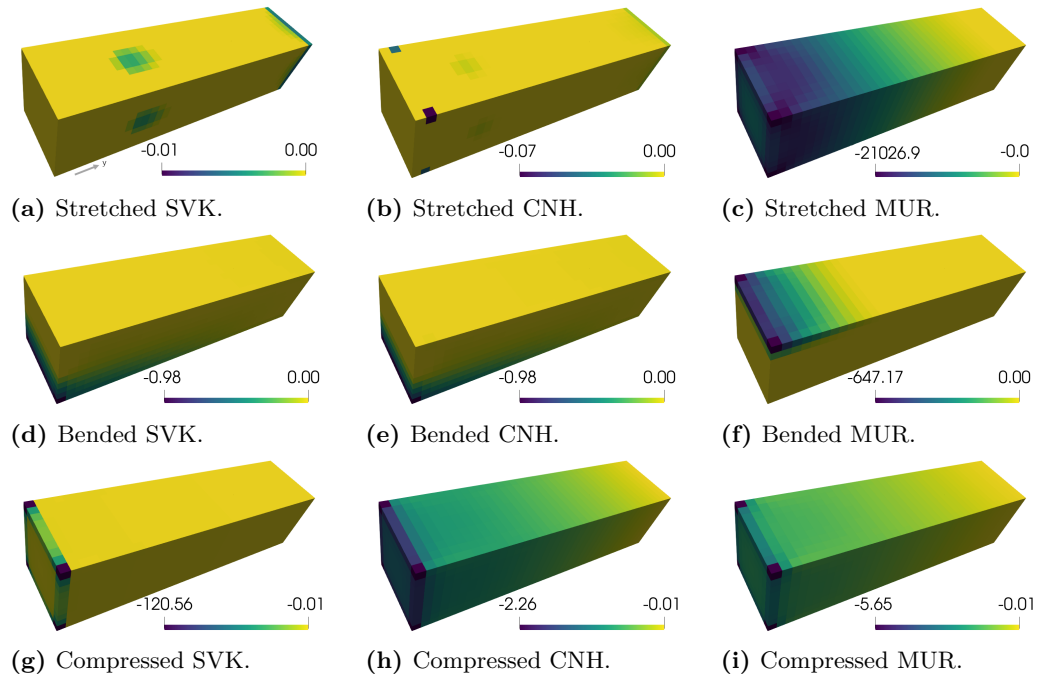 -0.01 0.00
y
-0.07 0.00
-21026.9 -0.0
(a) Stretched SVK.
(b) Stretched CNH.
(c) Stretched MUR.
-0.98 0.00
-0.98 0.00
-647.17 0.00
(d) Bended SVK.
(e) Bended CNH.
(f) Bended MUR.
-120.56 -0.01
-2.26 -0.01
-5.65 -0.01
(g) Compressed SVK.
(h) Compressed CNH.
(i) Compressed MUR.